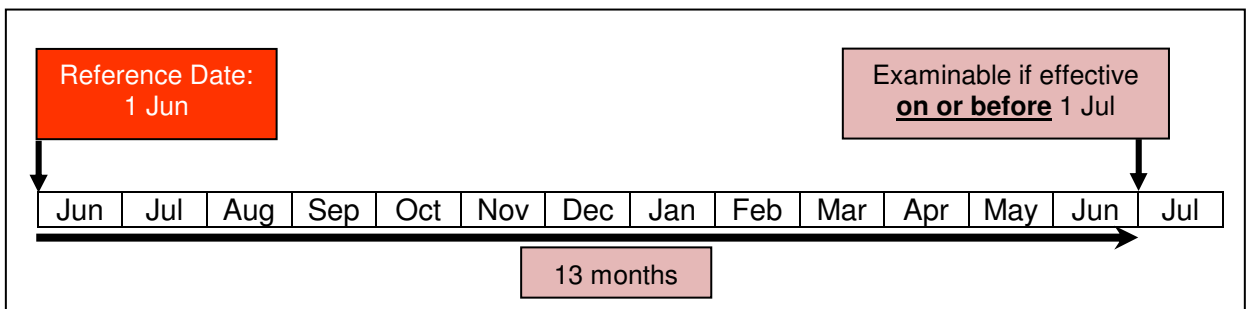 Reference Date:
1 Jun
Examinable if effective
on or before 1 Jul
Jun Jul Aug Sep Oct Nov Dec Jan Feb Mar Apr May Jun Jul
13 months